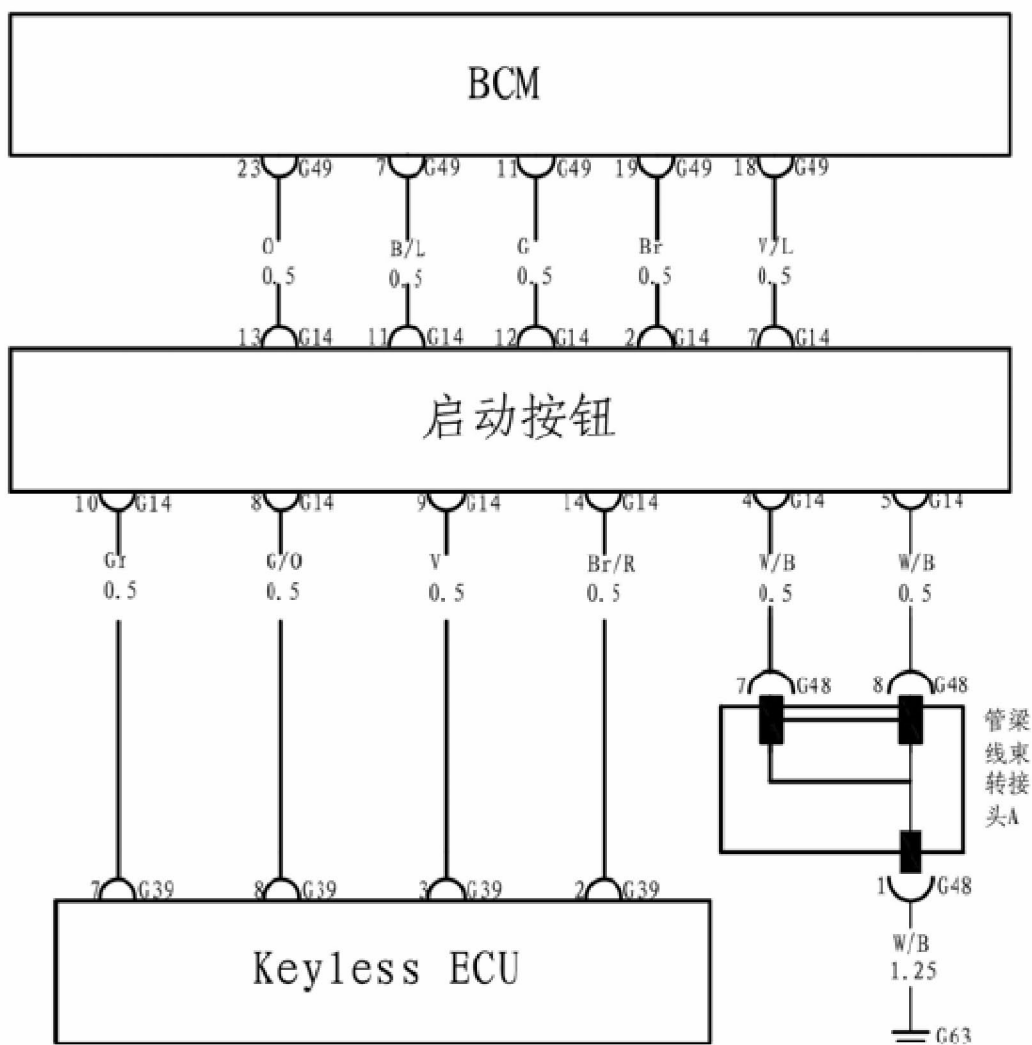 BCM
23 G49 7 G49 11 G49 19 G49 18 G49
O B/L G Br V/L
0.5 0.5 0.5 0.5 0.5
13 G14 11 G14 12 G14 2 G14 7 G14
启动按钮
10 G14 8 G14 9 G14 14 G14 4 G14 5 G14
Gr G/O V Br/R W/B W/B
0.5 0.5 0.5 0.5 0.5 0.5
7 G48 8 G48
管梁
线束
转接
头A
7 G39 8 G39 3 G39 2 G39
1 G48
Keyless ECU
W/B
1.25
G63